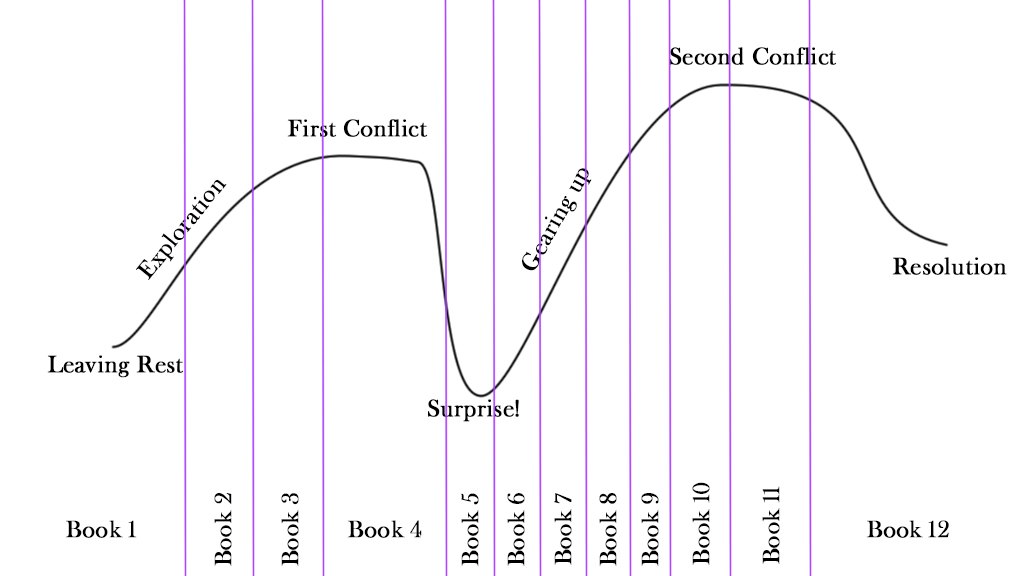 Second Conflict
First Conflict
Exploration
Gearing up
Resolution
Leaving Rest
Surprise!
Book 1
Book 2
Book 3
Book 4
Book 5
Book 6
Book 7
Book 8
Book 9
Book 10
Book 11
Book 12